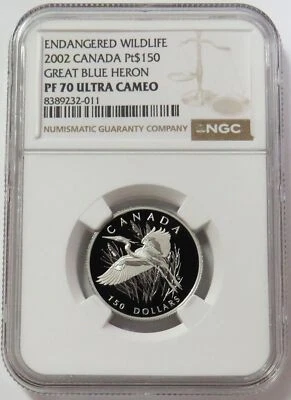 ENDANGERED WILDLIFE
2002 CANADA Pt$150
GREAT BLUE HERON
PF 70 ULTRA CAMEO
8389232-011
NUMISMATIC GUARANTY COMPANY
NGC
CANADA
150 DOLLARS